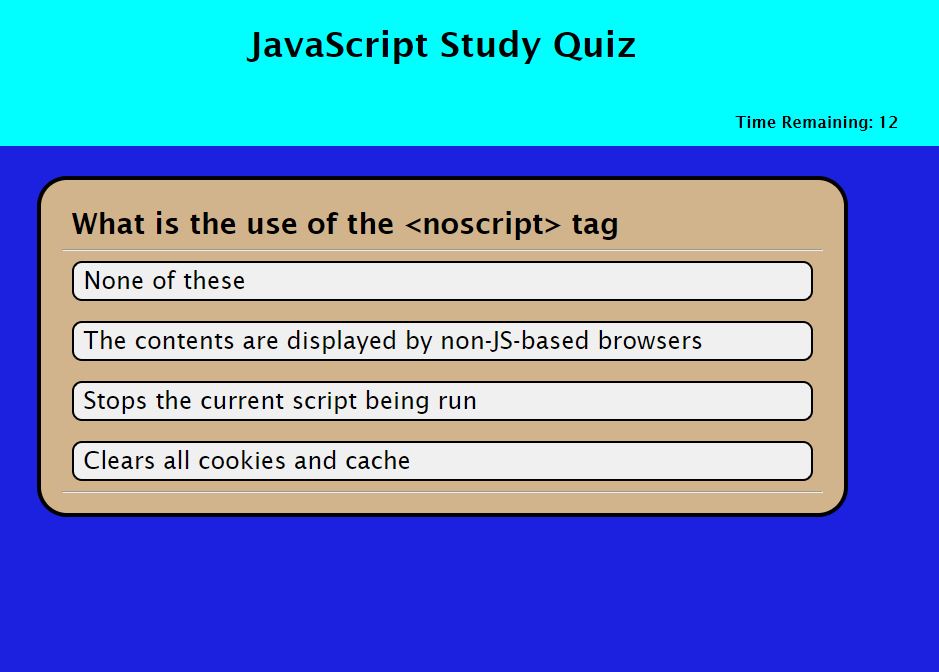 JavaScript Study Quiz
Time Remaining: 12
What is the use of the <noscript> tag
None of these
The contents are displayed by non-JS-based browsers
Stops the current script being run
Clears all cookies and cache